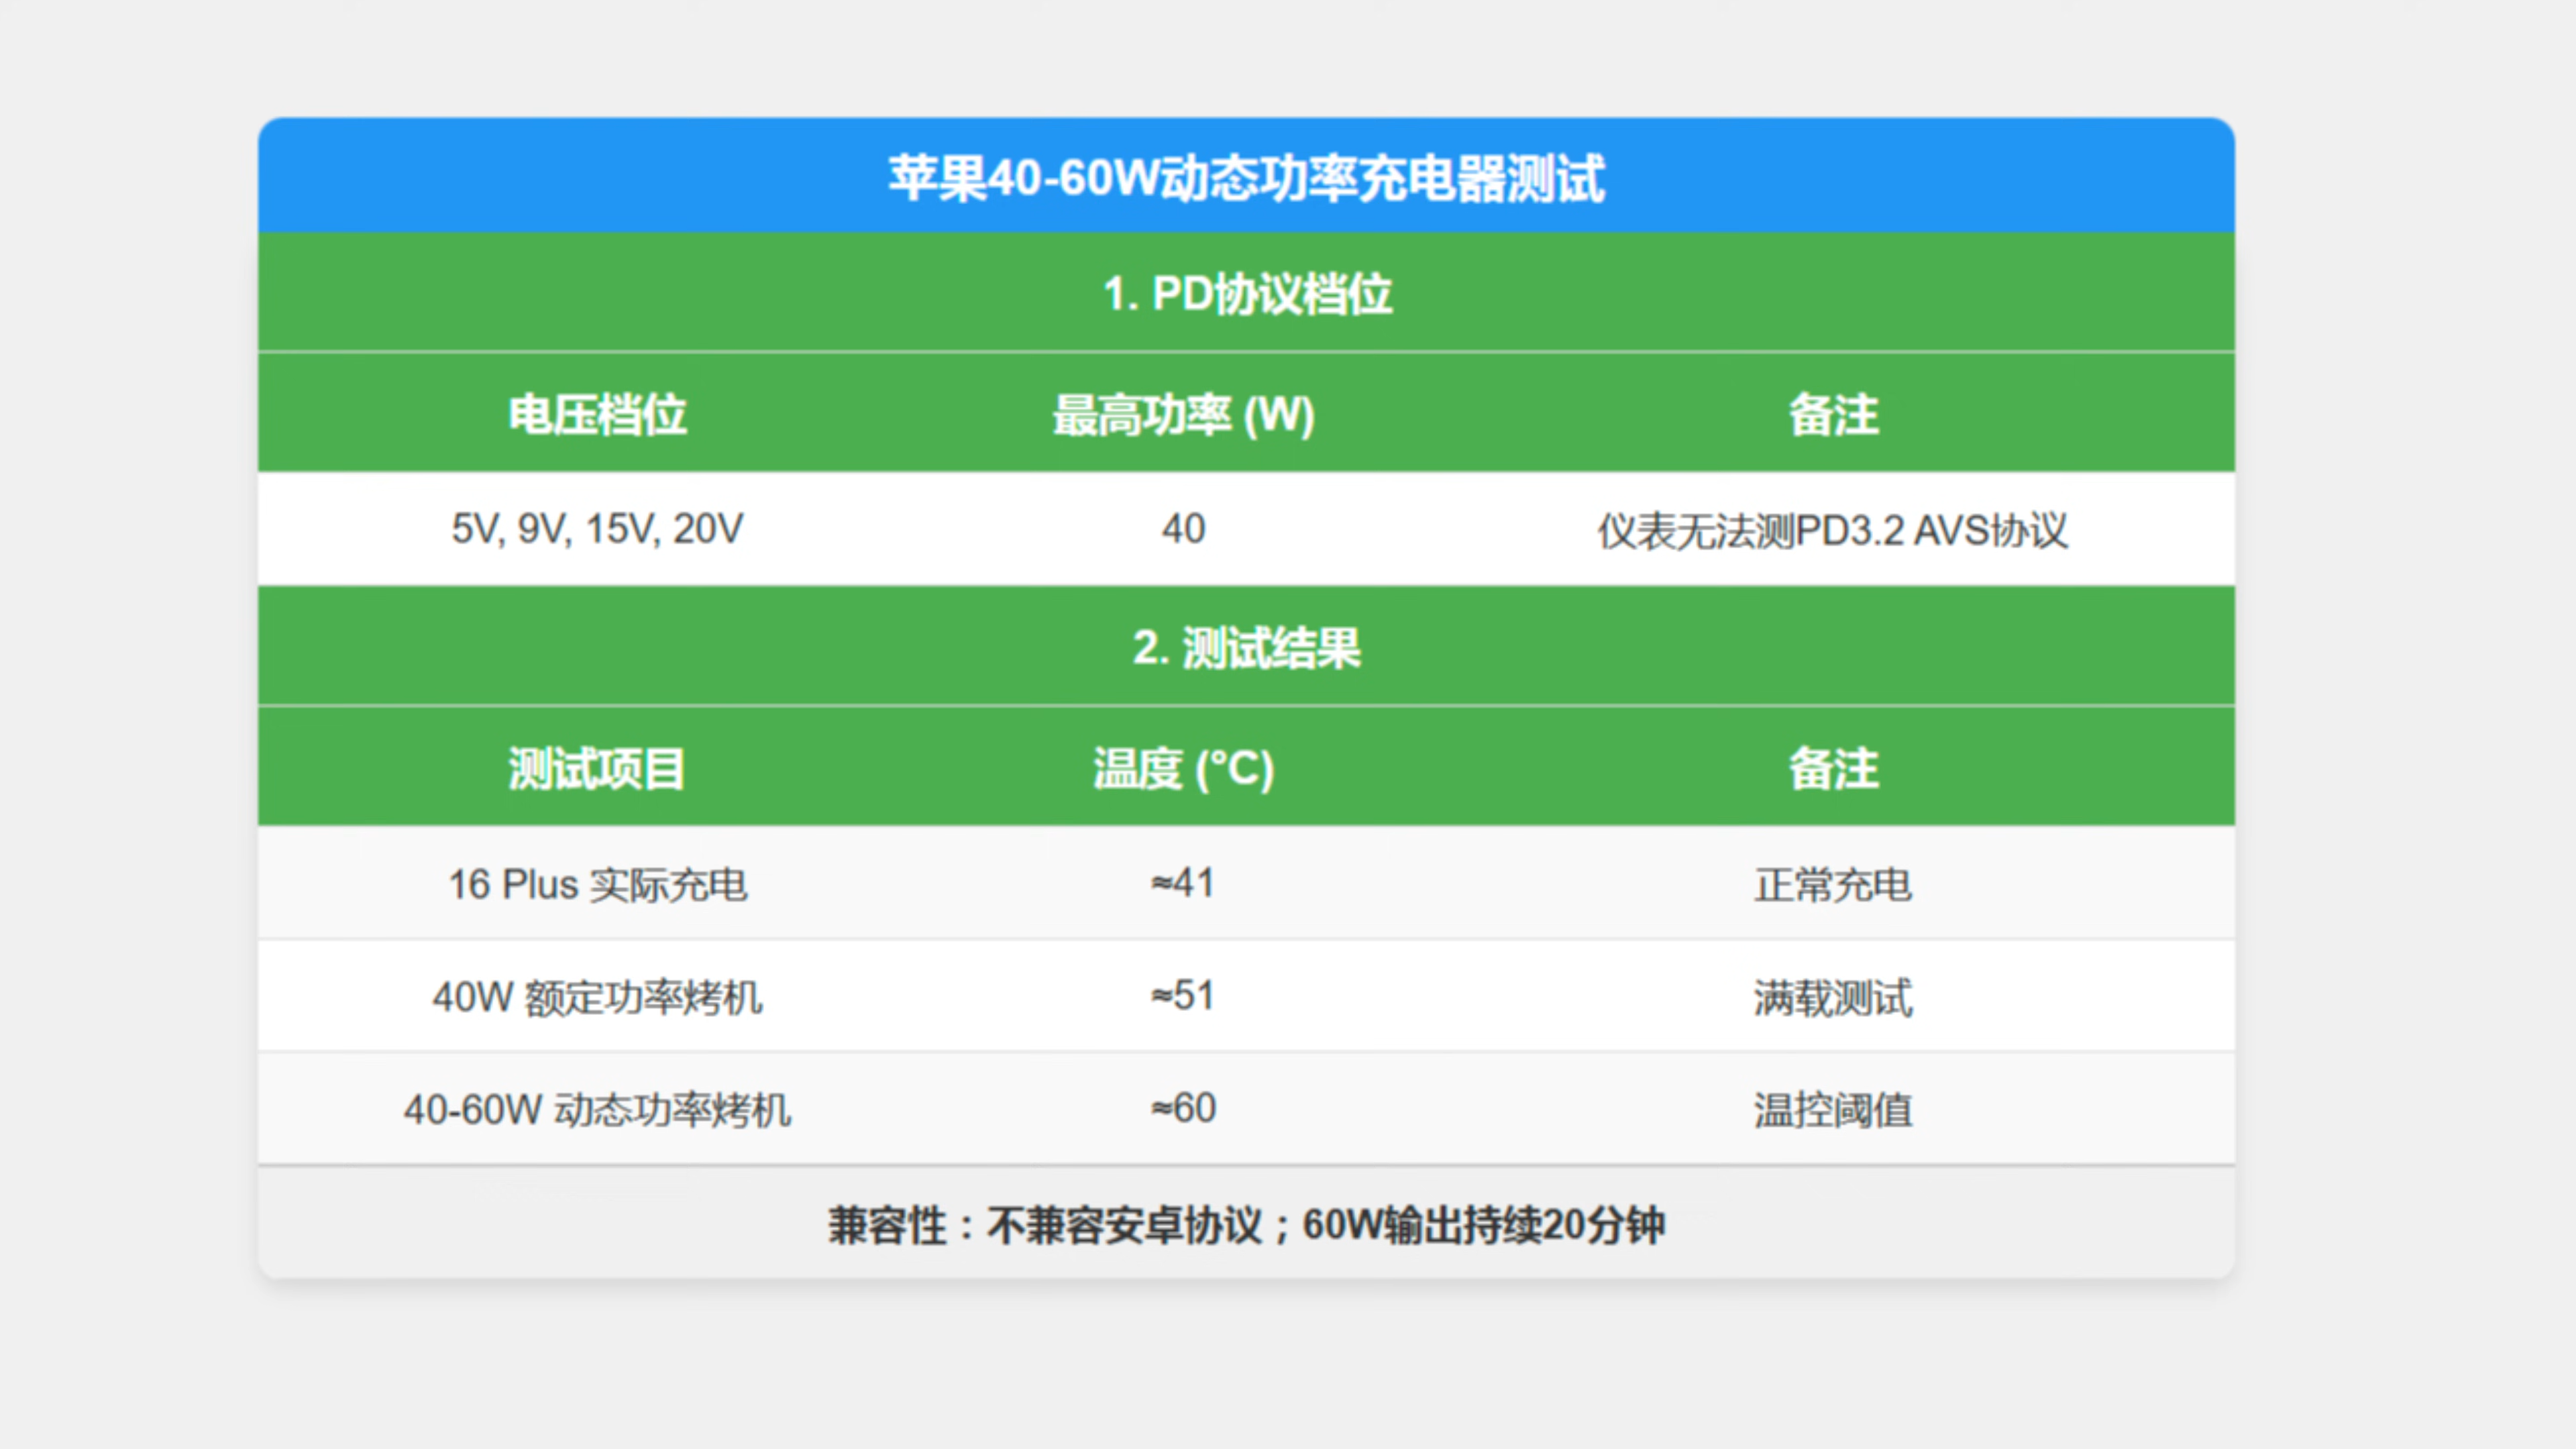 苹果40-60W动态功率充电器测试
1. PD协议档位
电压档位 最高功率 (W) 备注
5V, 9V, 15V, 20V 40 仪表无法测PD3.2 AVS协议
2. 测试结果
测试项目 温度 (°C) 备注
16 Plus 实际充电 ≈41 正常充电
40W 额定功率烤机 ≈51 满载测试
40-60W 动态功率烤机 ≈60 温控阈值
兼容性：不兼容安卓协议；60W输出持续20分钟